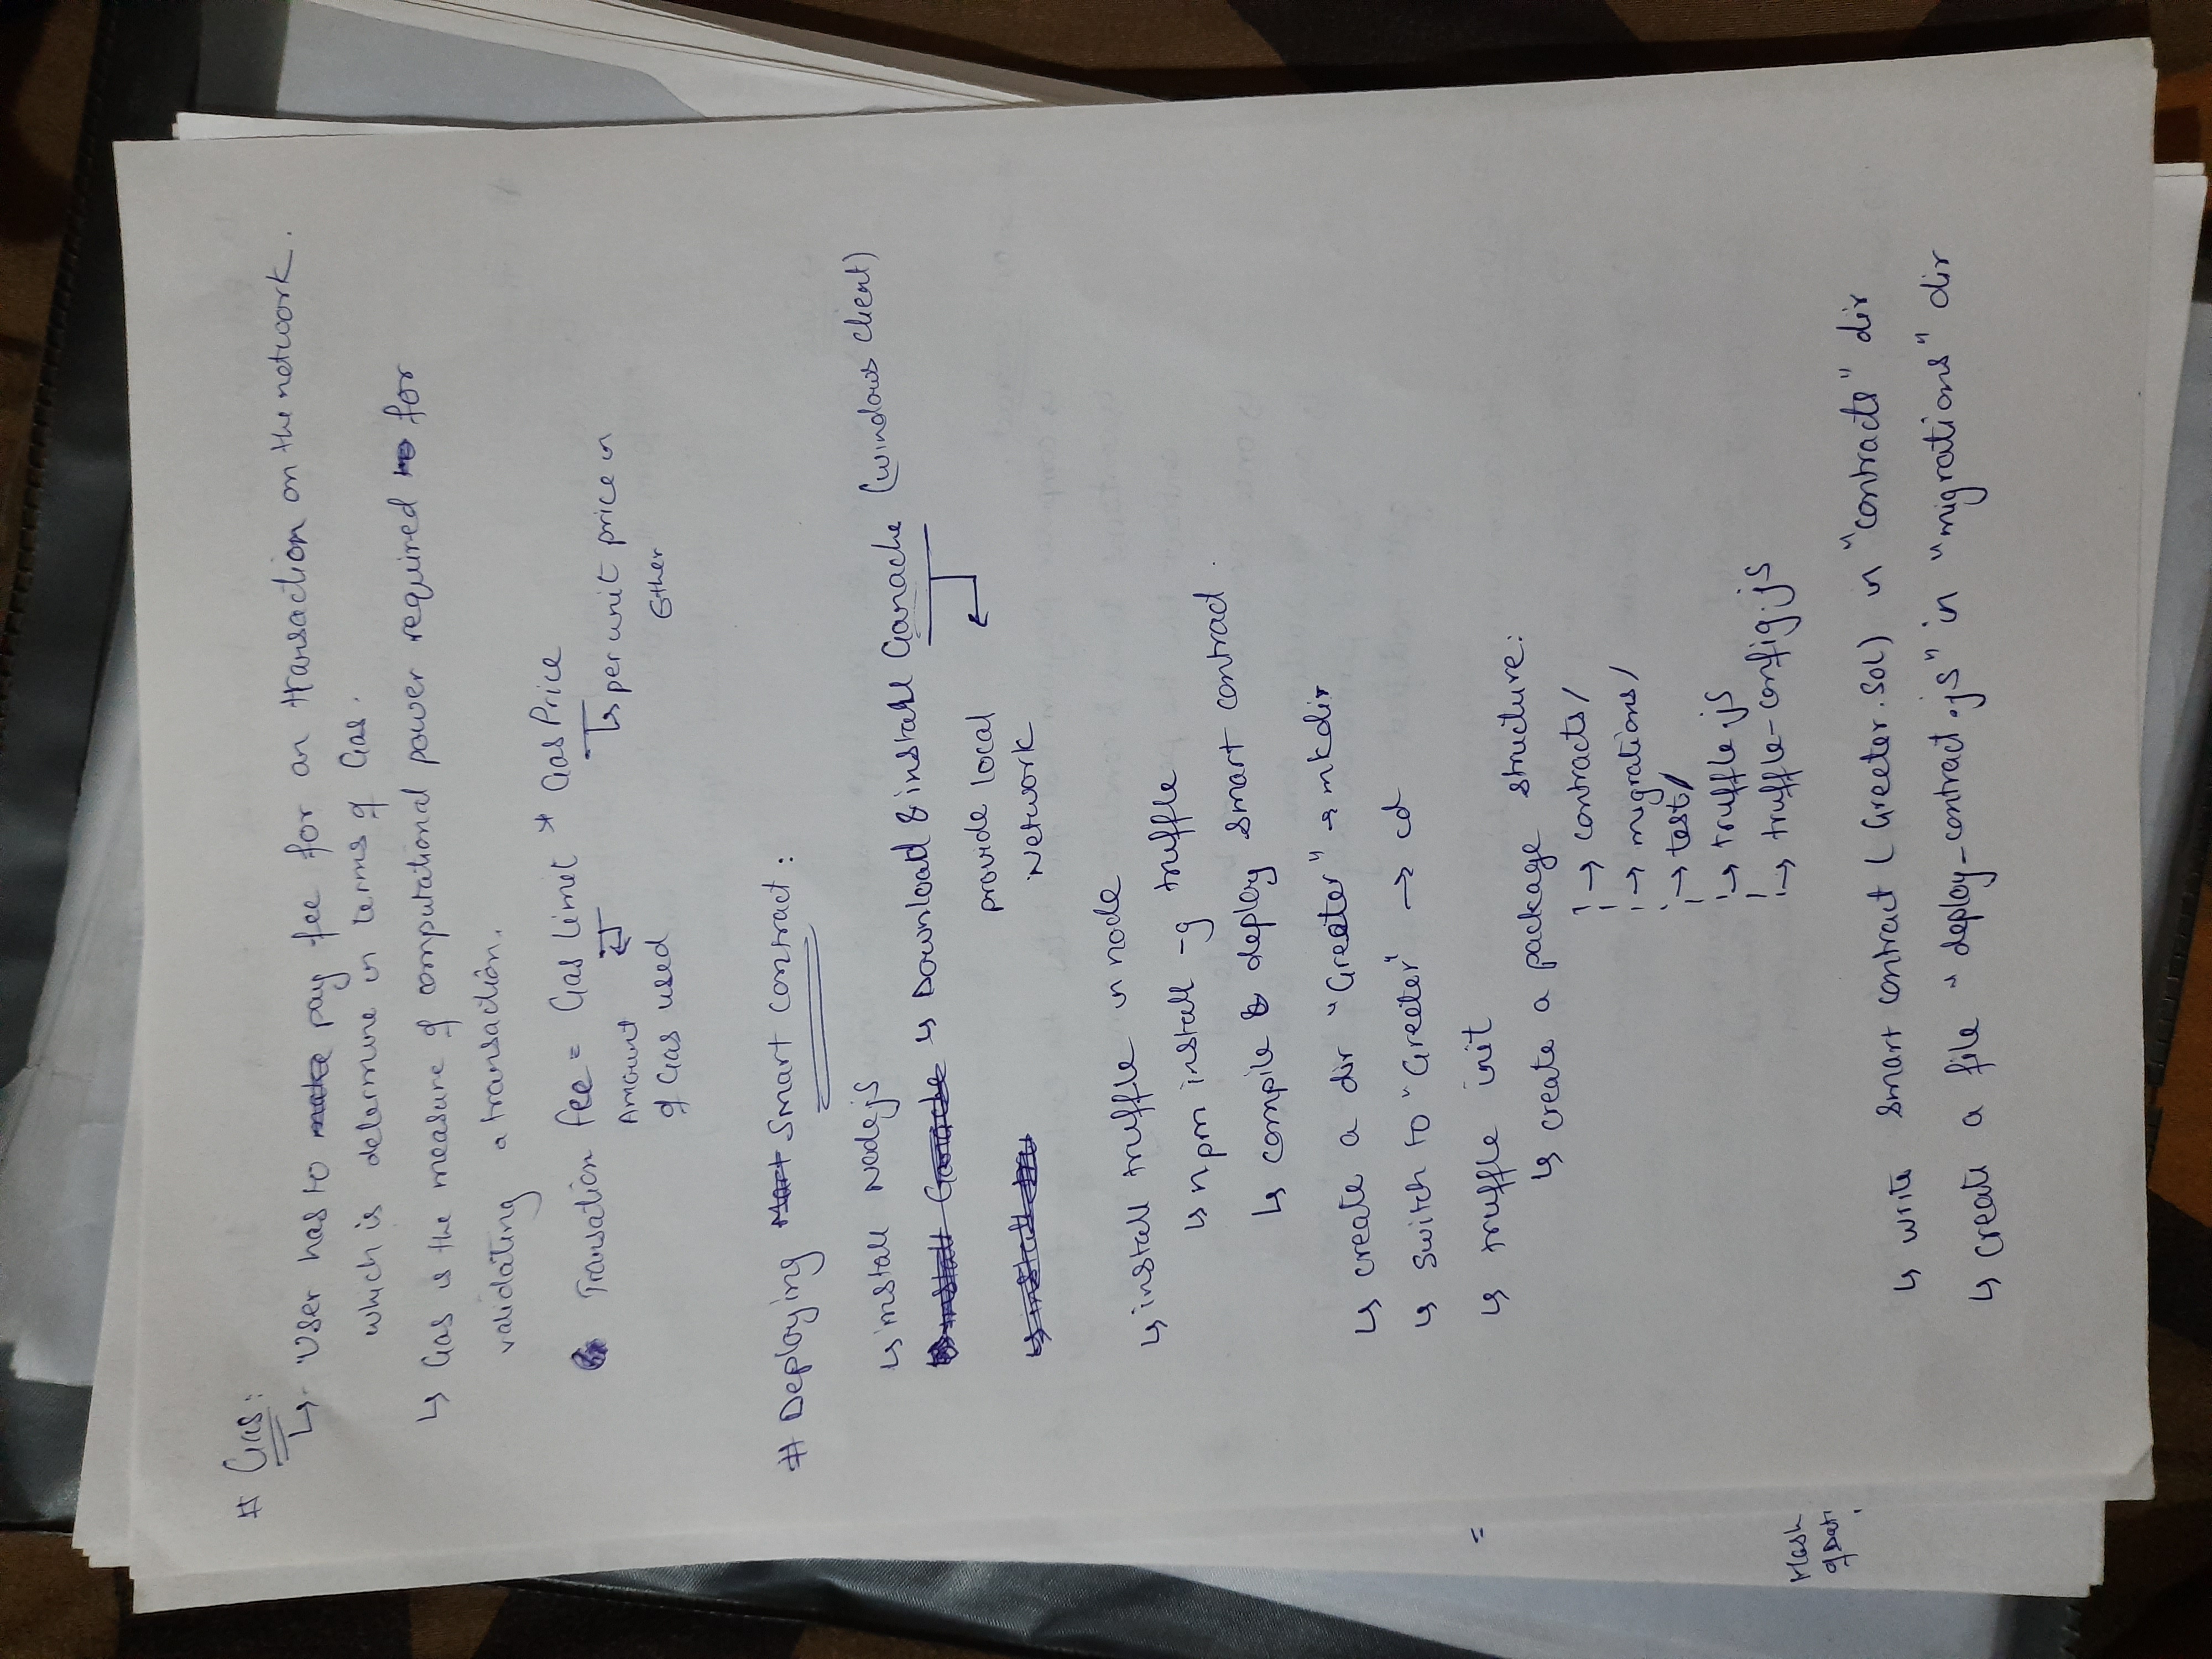 # Gas:
↳ User has to make pay fee for an transaction on the network.
which is determine in terms of Gas.
↳ Gas is the measure of computational power required to for
validating a transaction.
Transation fee = Gas Limit * Gas Price
Amount ↲ ↳ per unit price in
of Gas used Ether
# Deploying Mart Smart contract:
↳ install Nodejs
↳ install Ganache ↳ Download & install Ganache (windows client)
provide local ↲
↳ install tru Network
↳ install truffle in node
↳ npm install -g truffle
↳ compile & deploy smart contract.
↳ create a dir "Greeter" → mkdir
↳ switch to "Greeter" → cd
=
↳ truffle init
↳ create a package structure:
→ contracts/
→ migrations/
→ test/
→ truffle.js
→ truffle-config.js
Hash
of Dat
↳ write smart contract (Greeter.sol) in "contracts" dir
↳ create a file "deploy_contract.js" in "migrations" dir